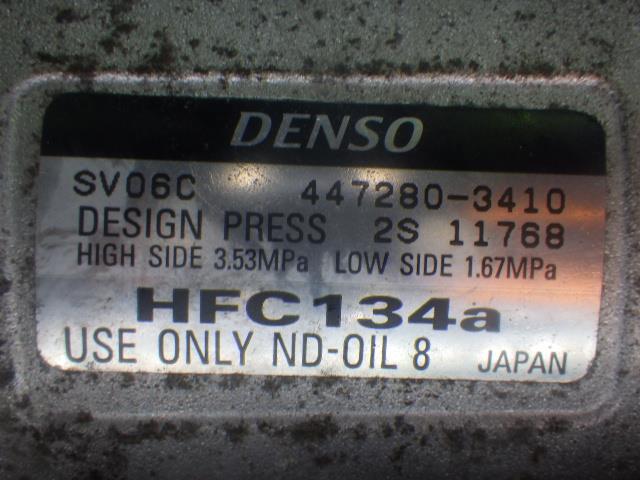 DENSO
SV06C 447280-3410
DESIGN PRESS 2S 11768
HIGH SIDE 3.53MPa LOW SIDE 1.67MPa
HFC134a
USE ONLY ND-OIL 8 JAPAN